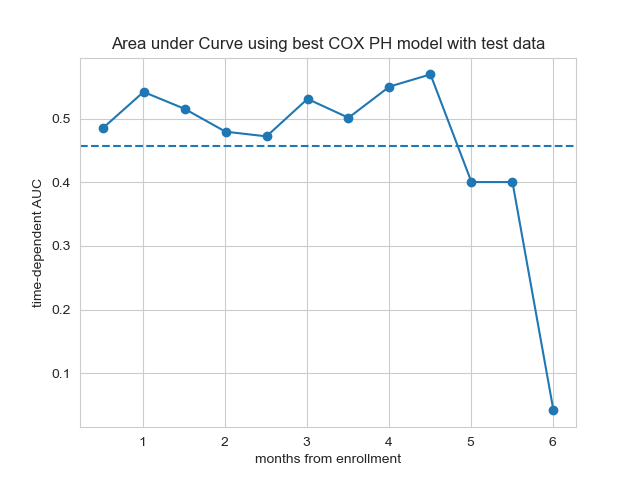 Area under Curve using best COX PH model with test data
time-dependent AUC
0.5
0.4
0.3
0.2
0.1
1 2 3 4 5 6
months from enrollment